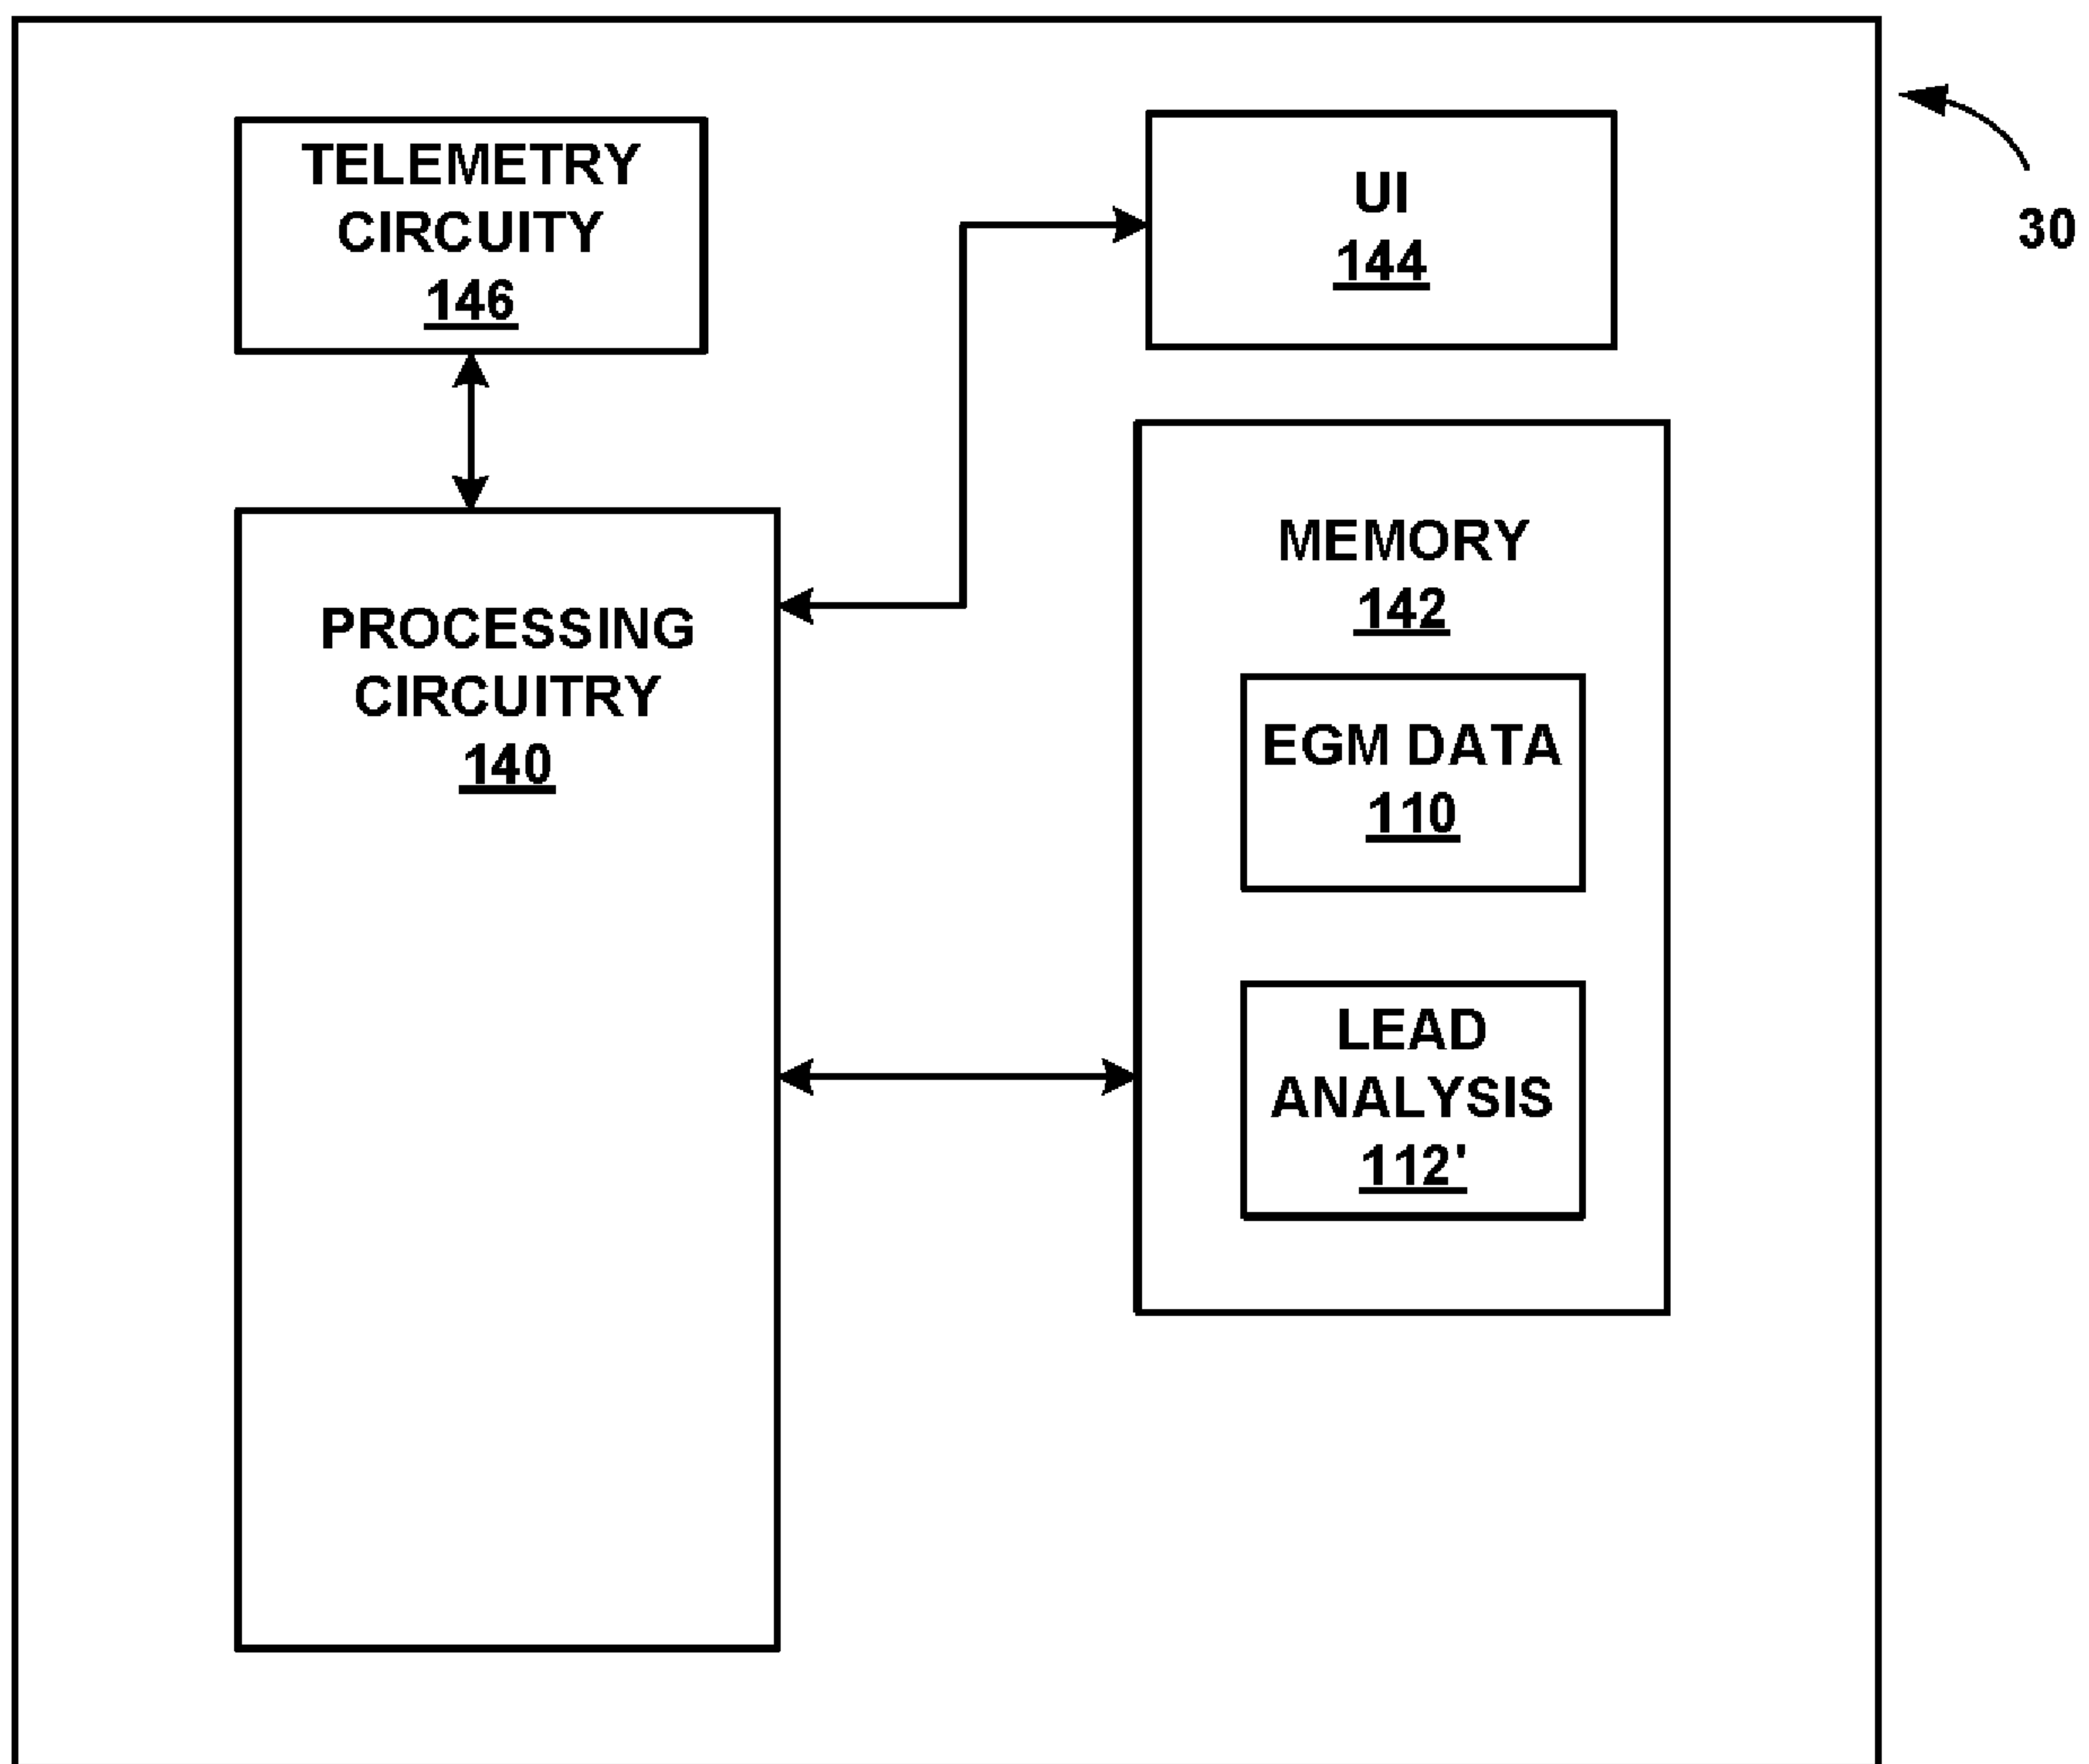 TELEMETRY
CIRCUITY
146
UI
144
30
PROCESSING
CIRCUITRY
140
MEMORY
142
EGM DATA
110
LEAD
ANALYSIS
112'